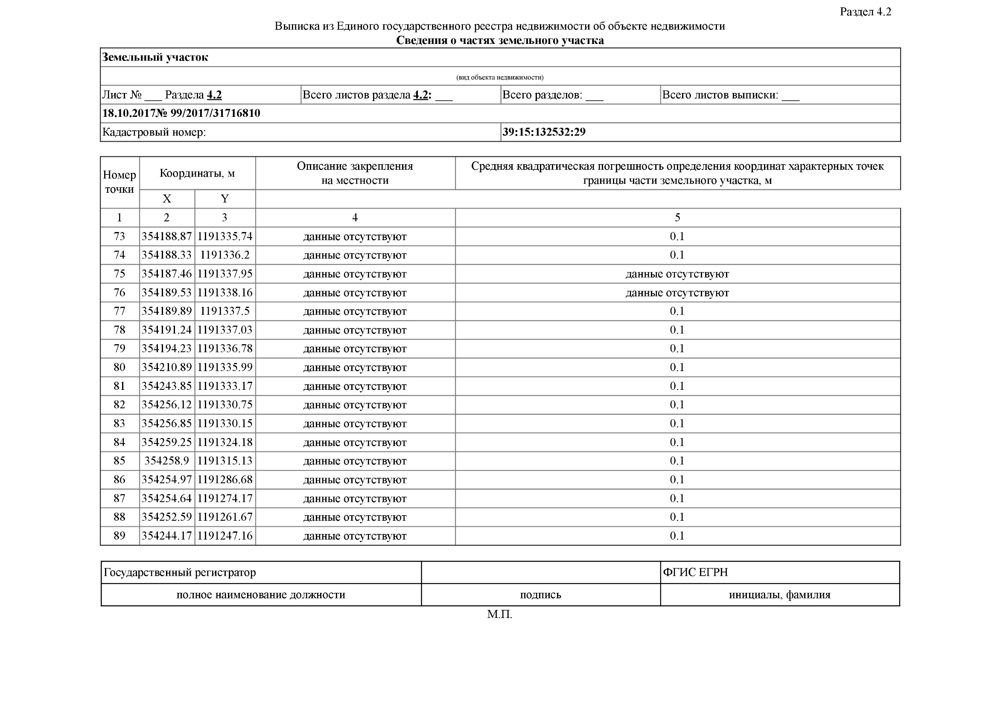 Раздел 4.2
Выписка из Единого государственного реестра недвижимости об объекте недвижимости
Сведения о частях земельного участка
Земельный участок
(вид объекта недвижимости)
Лист № ___ Раздела 4.2 Всего листов раздела 4.2: ___ Всего разделов: ___ Всего листов выписки: ___
18.10.2017№ 99/2017/31716810
Кадастровый номер: 39:15:132532:29
Номер точки Координаты, м Описание закрепления на местности Средняя квадратическая погрешность определения координат характерных точек границы части земельного участка, м
X Y
1 2 3 4 5
73 354188.87 1191335.74 данные отсутствуют 0.1
74 354188.33 1191336.2 данные отсутствуют 0.1
75 354187.46 1191337.95 данные отсутствуют данные отсутствуют
76 354189.53 1191338.16 данные отсутствуют данные отсутствуют
77 354189.89 1191337.5 данные отсутствуют 0.1
78 354191.24 1191337.03 данные отсутствуют 0.1
79 354194.23 1191336.78 данные отсутствуют 0.1
80 354210.89 1191335.99 данные отсутствуют 0.1
81 354243.85 1191333.17 данные отсутствуют 0.1
82 354256.12 1191330.75 данные отсутствуют 0.1
83 354256.85 1191330.15 данные отсутствуют 0.1
84 354259.25 1191324.18 данные отсутствуют 0.1
85 354258.9 1191315.13 данные отсутствуют 0.1
86 354254.97 1191286.68 данные отсутствуют 0.1
87 354254.64 1191274.17 данные отсутствуют 0.1
88 354252.59 1191261.67 данные отсутствуют 0.1
89 354244.17 1191247.16 данные отсутствуют 0.1
Государственный регистратор ФГИС ЕГРН
полное наименование должности подпись инициалы, фамилия
М.П.